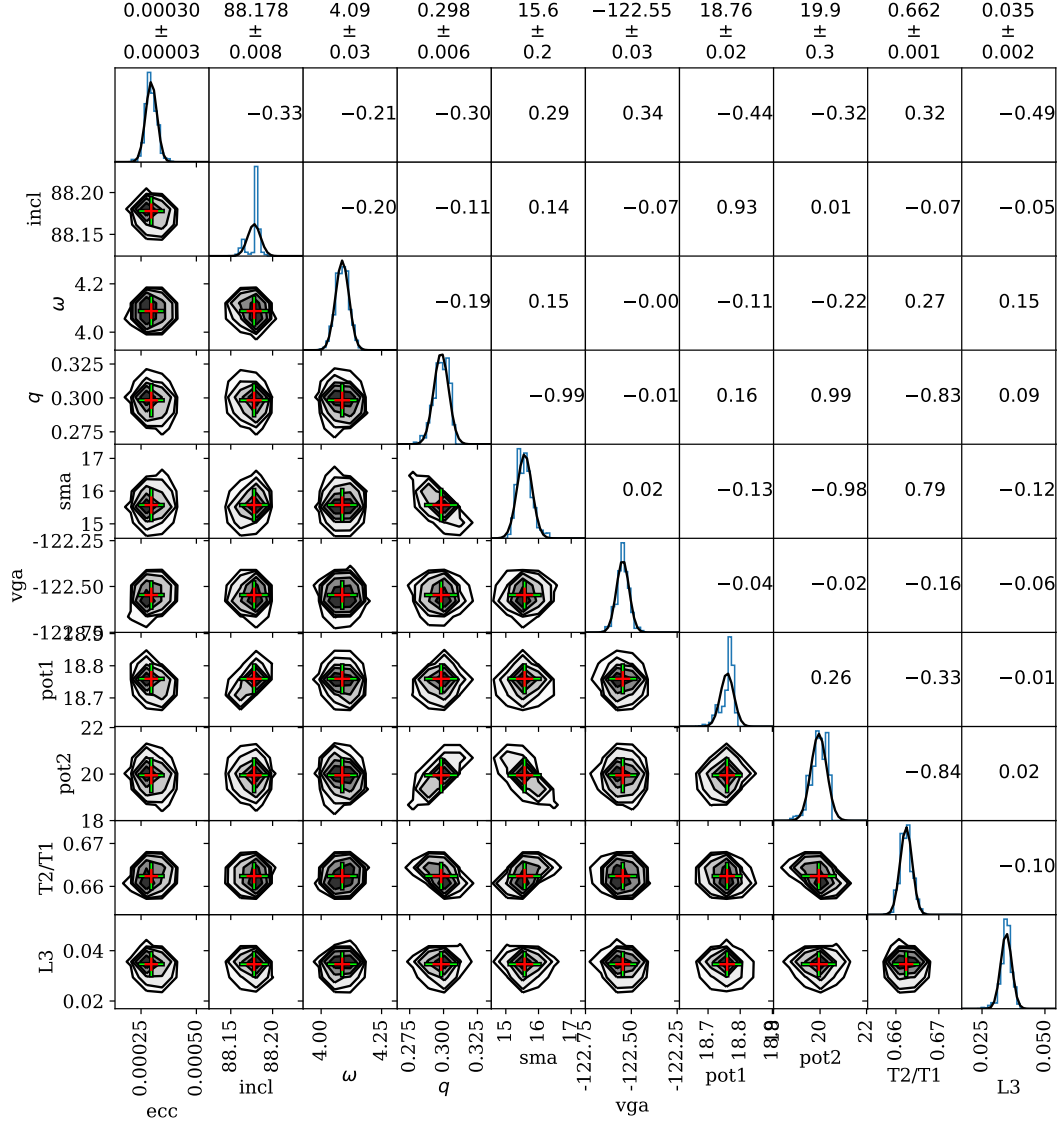 0.00030 88.178 4.09 0.298 15.6 −122.55 18.76 19.9 0.662 0.035
± ± ± ± ± ± ± ± ± ±
0.00003 0.008 0.03 0.006 0.2 0.03 0.02 0.3 0.001 0.002
−0.33 −0.21 −0.30 0.29 0.34 −0.44 −0.32 0.32 −0.49
88.20
incl
−0.20 −0.11 0.14 −0.07 0.93 0.01 −0.07 −0.05
88.15
4.2
ω
−0.19 0.15 −0.00 −0.11 −0.22 0.27 0.15
4.0
0.325
q
0.300
−0.99 −0.01 0.16 0.99 −0.83 0.09
0.275
17
sma
16
0.02 −0.13 −0.98 0.79 −0.12
15
-122.25
vga
-122.50
−0.04 −0.02 −0.16 −0.06
-122.75
18.9
pot1
18.8
0.26 −0.33 −0.01
18.7
22
pot2
20
−0.84 0.02
18
0.67
T2/T1
−0.10
0.66
L3
0.04
0.02
0.00025 0.00050 88.15 88.20 4.00 4.25 0.275 0.300 0.325 15 16 17 -122.75 -122.50 -122.25 18.7 18.8 18.9 18 20 22 0.66 0.67 0.025 0.050
ecc incl ω q sma vga pot1 pot2 T2/T1 L3